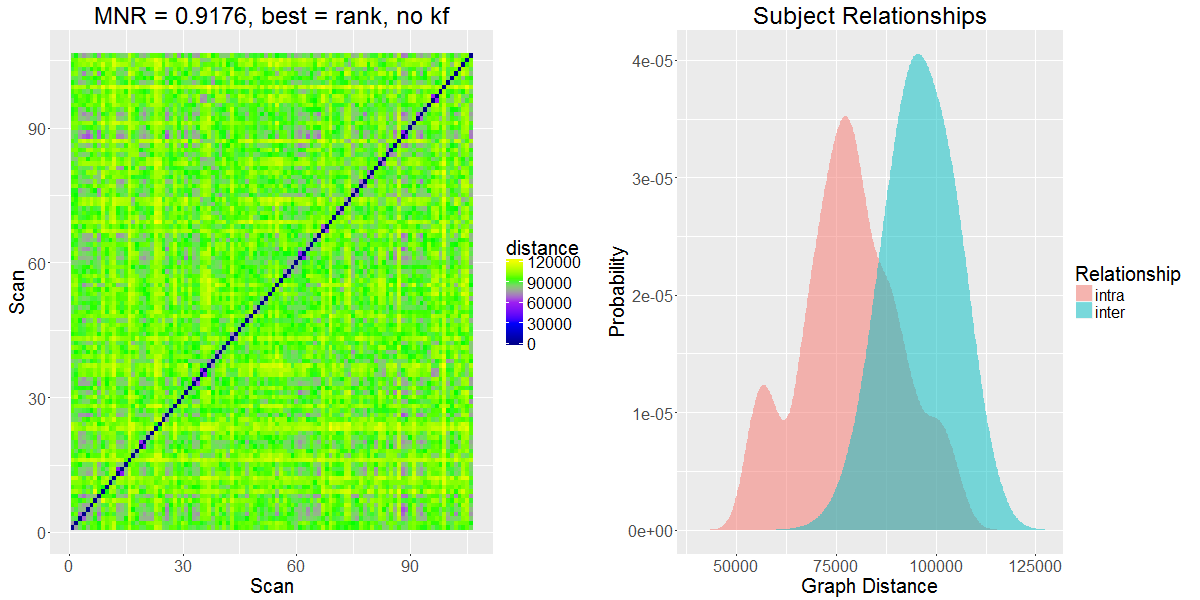 MNR = 0.9176, best = rank, no kf
Scan
90
60
30
0
0 30 60 90
Scan
distance
120000
90000
60000
30000
0
Subject Relationships
Probability
4e-05
3e-05
2e-05
1e-05
0e+00
50000 75000 100000 125000
Graph Distance
Relationship
intra
inter